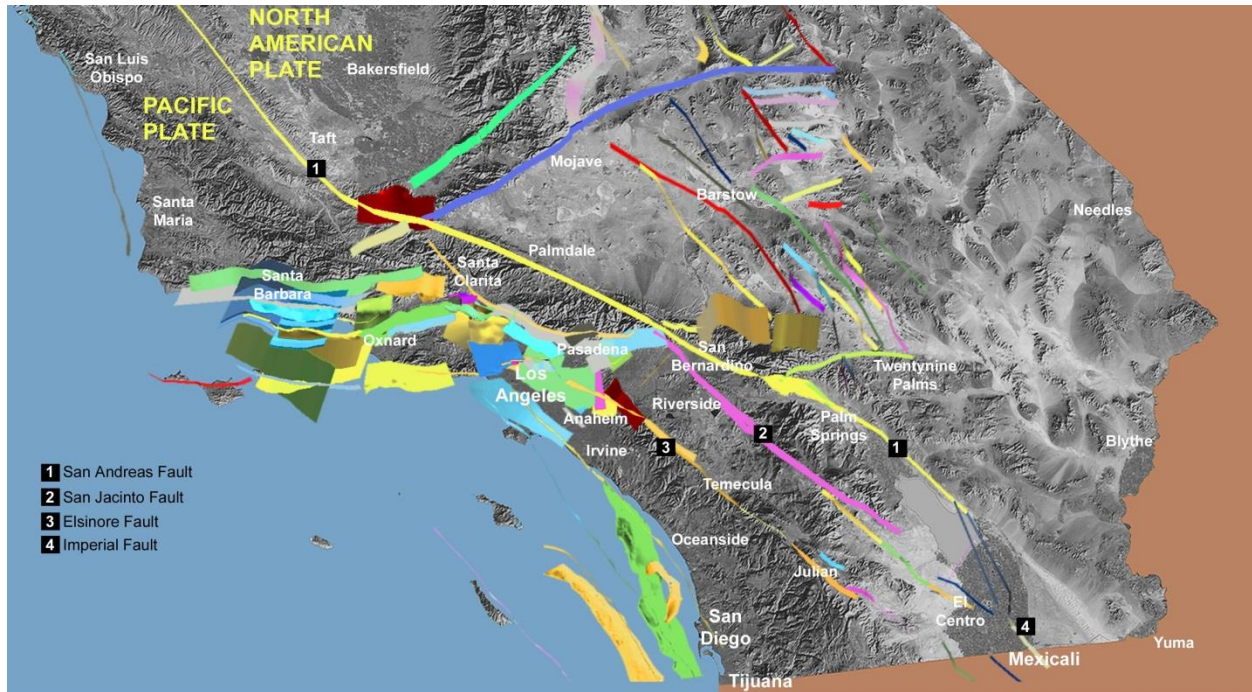 NORTH
AMERICAN
PLATE
San Luis
Obispo
Bakersfield
PACIFIC
PLATE
Taft
1
Mojave
Santa
Maria
Barstow
Needles
Palmdale
Santa
Clarita
Santa
Barbara
Oxnard
Pasadena
San
Bernardino
Twentynine
Palms
Los
Angeles
Riverside
Anaheim
Palm
Springs
2
1
3
Irvine
Blythe
Temecula
1 San Andreas Fault
2 San Jacinto Fault
3 Elsinore Fault
4 Imperial Fault
Oceanside
Julian
El
Centro
San
Diego
4
Yuma
Mexicali
Tijuana